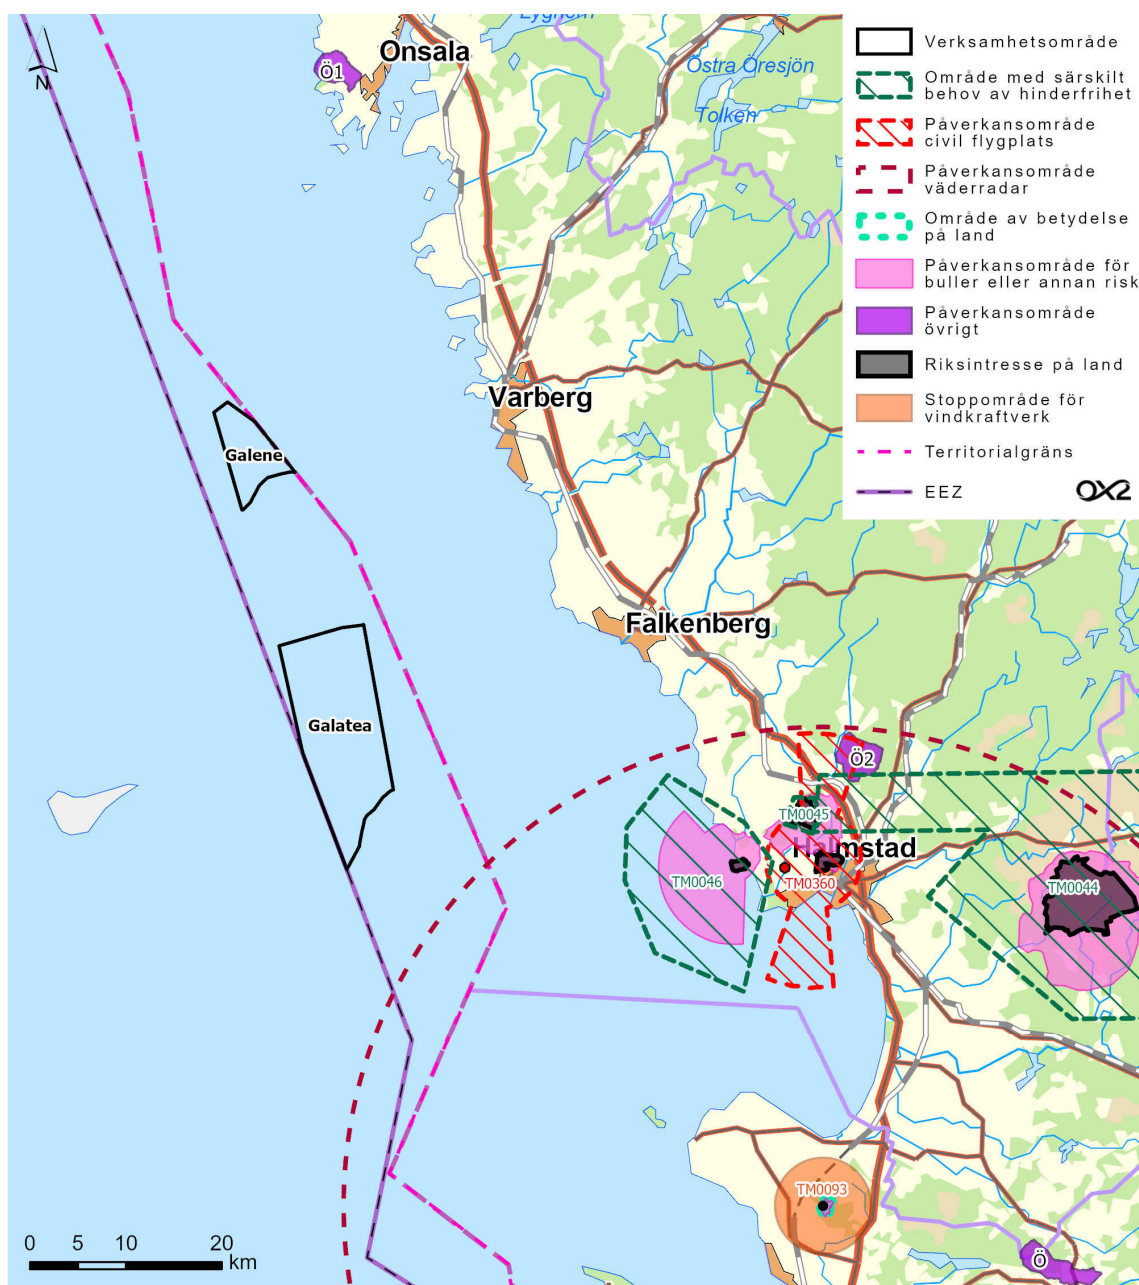 Lyghem
Onsala
Ö1
N
Östra Öresjön
Tolken
Varberg
Galene
Falkenberg
Galatea
Ö2
TM0045
Halmstad
TM0046
TM0360
TM0044
TM0093
Ö
0 5 10 20
km
Verksamhetsområde
Område med särskilt
behov av hinderfrihet
Påverkansområde
civil flygplats
Påverkansområde
väderradar
Område av betydelse
på land
Påverkansområde för
buller eller annan risk
Påverkansområde
övrigt
Riksintresse på land
Stoppområde för
vindkraftverk
Territorialgräns
EEZ
OX2